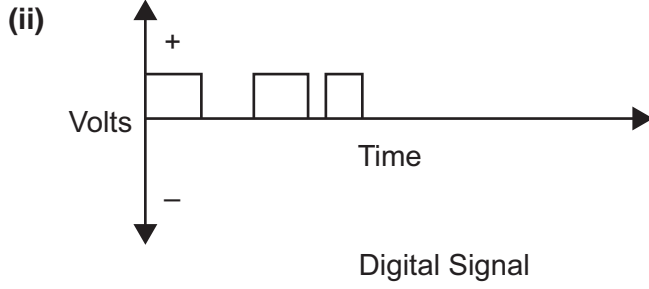 (ii)
+
Volts
Time
–
Digital Signal